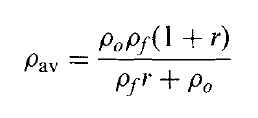 ρ_av = ρ_o ρ_f (1 + r) / (ρ_f r + ρ_o)